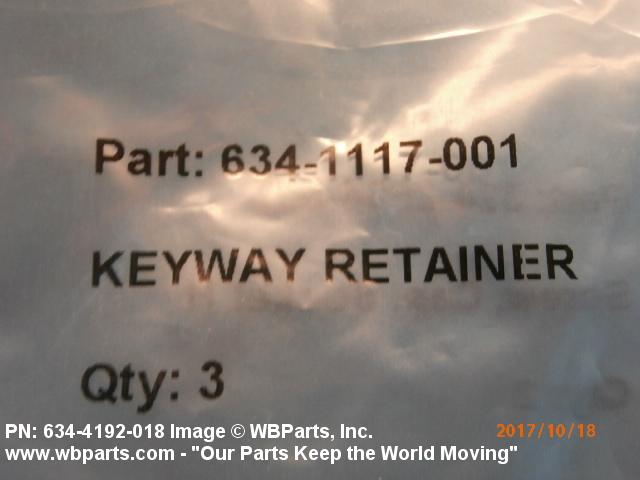 Part: 634-1117-001
KEYWAY RETAINER
Qty: 3
PN: 634-4192-018 Image © WBParts, Inc. 2017/10/18
www.wbparts.com - "Our Parts Keep the World Moving"